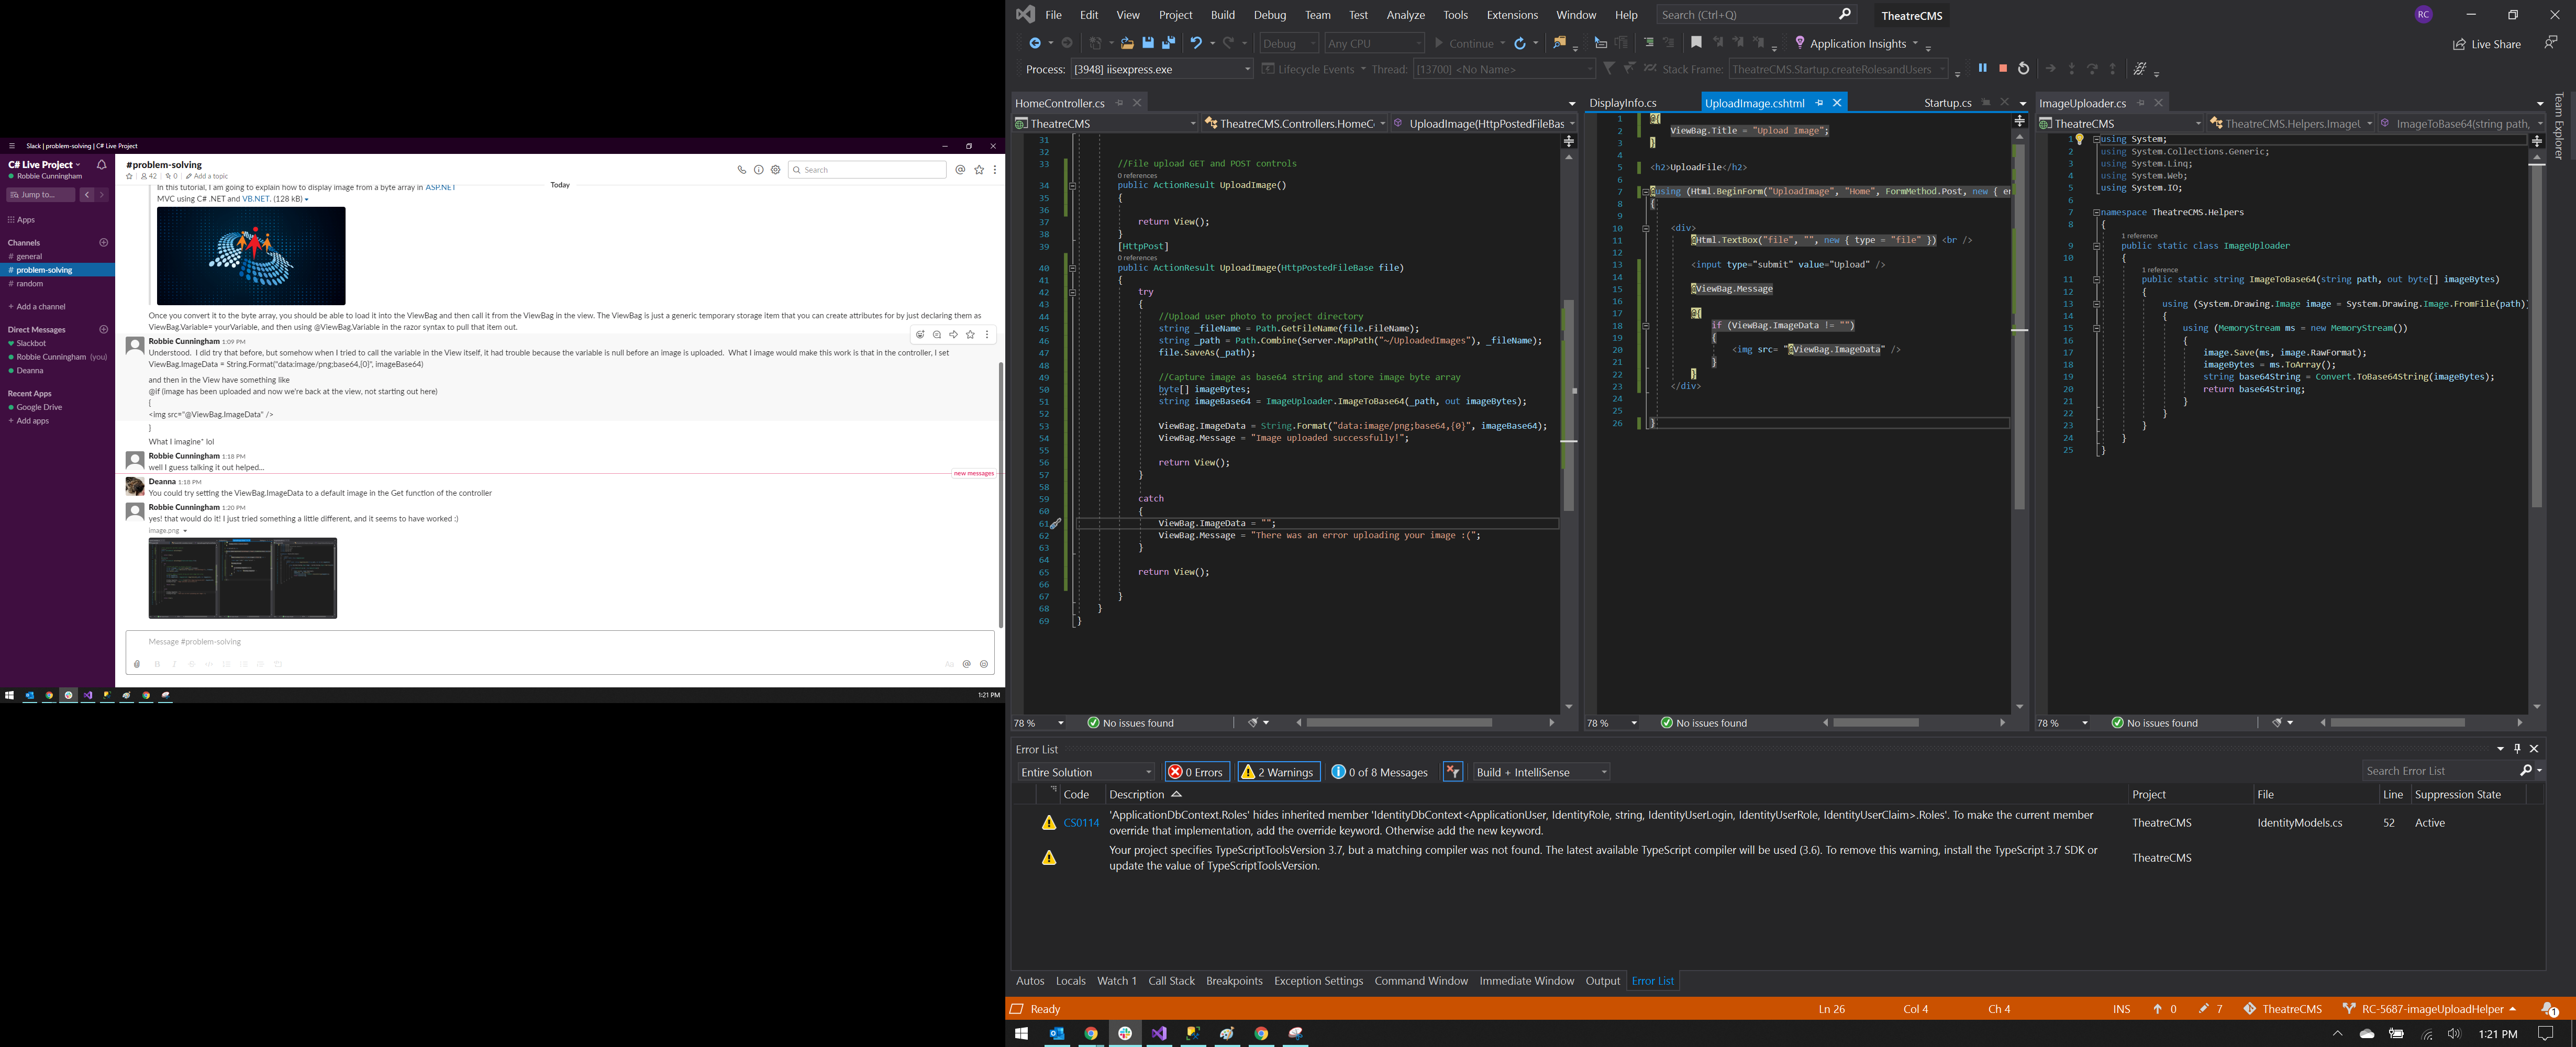 Slack | problem-solving | C# Live Project
C# Live Project
Robbie Cunningham
Jump to...
Apps
Channels
# general
# problem-solving
# random
+ Add a channel
Direct Messages
Slackbot
Robbie Cunningham (you)
Deanna
Recent Apps
Google Drive
+ Add apps
#problem-solving
42 | 0 | Add a topic
Search
Today
In this tutorial, I am going to explain how to display image from a byte array in ASP.NET
MVC using C# .NET and VB.NET. (128 kB)
Once you convert it to the byte array, you should be able to load it into the ViewBag and then call it from the ViewBag in the view. The ViewBag is just a generic temporary storage item that you can create attributes for by just declaring them as
ViewBag.Variable= yourVariable, and then using @ViewBag.Variable in the razor syntax to pull that item out.
Robbie Cunningham 1:09 PM
Understood. I did try that before, but somehow when I tried to call the variable in the View itself, it had trouble because the variable is null before an image is uploaded. What I image would make this work is that in the controller, I set
ViewBag.ImageData = String.Format("data:image/png;base64,{0}", imageBase64)
and then in the View have something like
@if (image has been uploaded and now we're back at the view, not starting out here)
{
<img src="@ViewBag.ImageData" />
}
What I imagine* lol
Robbie Cunningham 1:18 PM
well I guess talking it out helped...
new messages
Deanna 1:18 PM
You could try setting the ViewBag.ImageData to a default image in the Get function of the controller
Robbie Cunningham 1:20 PM
yes! that would do it! I just tried something a little different, and it seems to have worked :)
image.png
Message #problem-solving
1:21 PM
File Edit View Project Build Debug Team Test Analyze Tools Extensions Window Help Search (Ctrl+Q) TheatreCMS RC
Debug Any CPU Continue Application Insights Live Share
Process: [3948] iisexpress.exe Lifecycle Events Thread: [13700] <No Name> Stack Frame: TheatreCMS.Startup.createRolesandUsers
Team Explorer
HomeController.cs
TheatreCMS TheatreCMS.Controllers.HomeC UploadImage(HttpPostedFileBas
31
32
33 //File upload GET and POST controls
0 references
34 public ActionResult UploadImage()
35 {
36
37 return View();
38 }
39 [HttpPost]
0 references
40 public ActionResult UploadImage(HttpPostedFileBase file)
41 {
42 try
43 {
44 //Upload user photo to project directory
45 string _fileName = Path.GetFileName(file.FileName);
46 string _path = Path.Combine(Server.MapPath("~/UploadedImages"), _fileName);
47 file.SaveAs(_path);
48
49 //Capture image as base64 string and store image byte array
50 byte[] imageBytes;
51 string imageBase64 = ImageUploader.ImageToBase64(_path, out imageBytes);
52
53 ViewBag.ImageData = String.Format("data:image/png;base64,{0}", imageBase64);
54 ViewBag.Message = "Image uploaded successfully!";
55
56 return View();
57 }
58
59 catch
60 {
61 ViewBag.ImageData = "";
62 ViewBag.Message = "There was an error uploading your image :(";
63 }
64
65 return View();
66
67 }
68 }
69 }
78 % No issues found
DisplayInfo.cs UploadImage.cshtml Startup.cs
1 @{
2 ViewBag.Title = "Upload Image";
3 }
4
5 <h2>UploadFile</h2>
6
7 @using (Html.BeginForm("UploadImage", "Home", FormMethod.Post, new { en
8 {
9
10 <div>
11 @Html.TextBox("file", "", new { type = "file" }) <br />
12
13 <input type="submit" value="Upload" />
14
15 @ViewBag.Message
16
17 @{
18 if (ViewBag.ImageData != "")
19 {
20 <img src= "@ViewBag.ImageData" />
21 }
22 }
23 </div>
24
25
26 }
78 % No issues found
ImageUploader.cs
TheatreCMS TheatreCMS.Helpers.Imagel ImageToBase64(string path,
1 using System;
2 using System.Collections.Generic;
3 using System.Linq;
4 using System.Web;
5 using System.IO;
6
7 namespace TheatreCMS.Helpers
8 {
1 reference
9 public static class ImageUploader
10 {
1 reference
11 public static string ImageToBase64(string path, out byte[] imageBytes)
12 {
13 using (System.Drawing.Image image = System.Drawing.Image.FromFile(path))
14 {
15 using (MemoryStream ms = new MemoryStream())
16 {
17 image.Save(ms, image.RawFormat);
18 imageBytes = ms.ToArray();
19 string base64String = Convert.ToBase64String(imageBytes);
20 return base64String;
21 }
22 }
23 }
24 }
25 }
78 % No issues found
Error List
Entire Solution 0 Errors 2 Warnings 0 of 8 Messages Build + IntelliSense Search Error List
Code Description Project File Line Suppression State
CS0114 'ApplicationDbContext.Roles' hides inherited member 'IdentityDbContext<ApplicationUser, IdentityRole, string, IdentityUserLogin, IdentityUserRole, IdentityUserClaim>.Roles'. To make the current member
override that implementation, add the override keyword. Otherwise add the new keyword. TheatreCMS IdentityModels.cs 52 Active
Your project specifies TypeScriptToolsVersion 3.7, but a matching compiler was not found. The latest available TypeScript compiler will be used (3.6). To remove this warning, install the TypeScript 3.7 SDK or
update the value of TypeScriptToolsVersion. TheatreCMS
Autos Locals Watch 1 Call Stack Breakpoints Exception Settings Command Window Immediate Window Output Error List
Ready Ln 26 Col 4 Ch 4 INS 0 7 TheatreCMS RC-5687-imageUploadHelper 1
1:21 PM